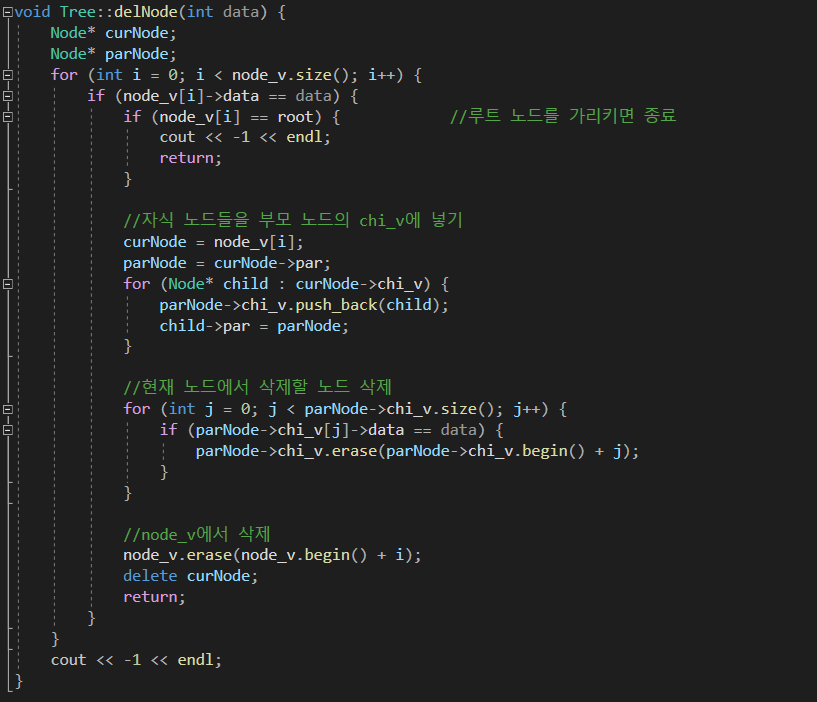 void Tree::delNode(int data) {
    Node* curNode;
    Node* parNode;
    for (int i = 0; i < node_v.size(); i++) {
        if (node_v[i]->data == data) {
            if (node_v[i] == root) {            //루트 노드를 가리키면 종료
                cout << -1 << endl;
                return;
            }

            //자식 노드들을 부모 노드의 chi_v에 넣기
            curNode = node_v[i];
            parNode = curNode->par;
            for (Node* child : curNode->chi_v) {
                parNode->chi_v.push_back(child);
                child->par = parNode;
            }

            //현재 노드에서 삭제할 노드 삭제
            for (int j = 0; j < parNode->chi_v.size(); j++) {
                if (parNode->chi_v[j]->data == data) {
                    parNode->chi_v.erase(parNode->chi_v.begin() + j);
                }
            }

            //node_v에서 삭제
            node_v.erase(node_v.begin() + i);
            delete curNode;
            return;
        }
    }
    cout << -1 << endl;
}